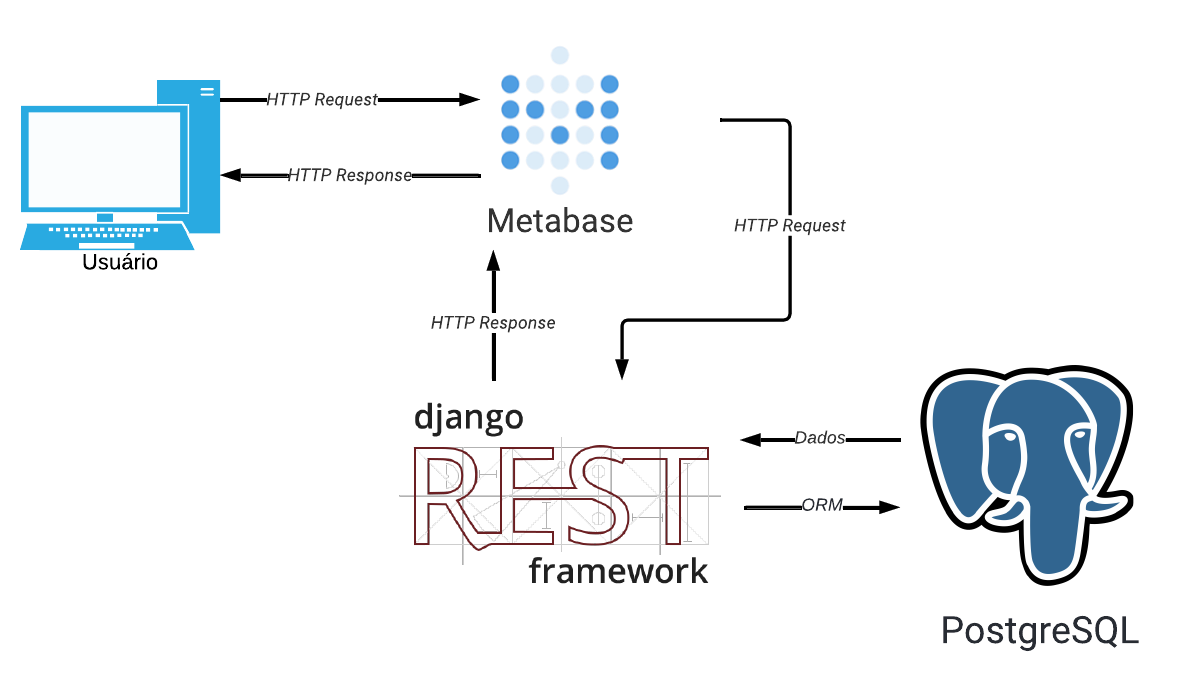 HTTP Request
HTTP Response
Usuário
Metabase
HTTP Request
HTTP Response
django
REST
framework
Dados
ORM
PostgreSQL